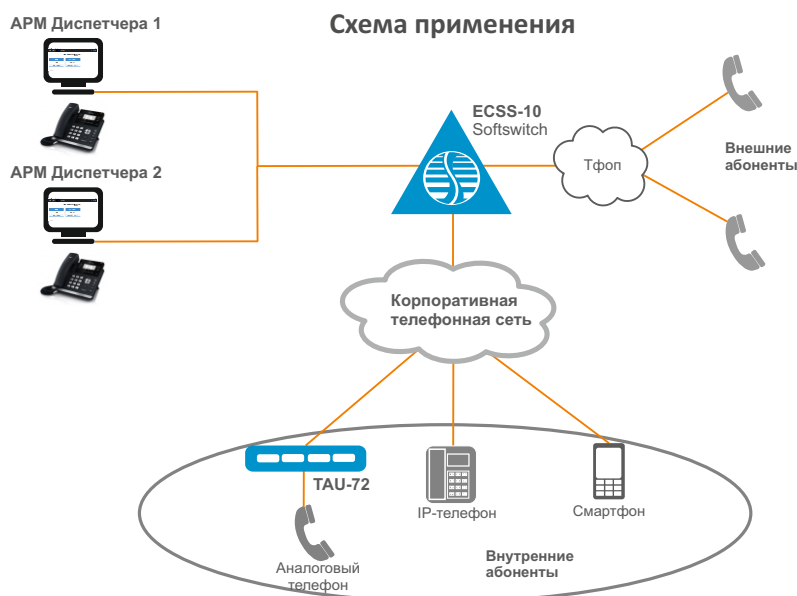 Схема применения
АРМ Диспетчера 1
АРМ Диспетчера 2
ECSS-10
Softswitch
Тфоп
Внешние
абоненты
Корпоративная
телефонная сеть
TAU-72
IP-телефон
Смартфон
Аналоговый
телефон
Внутренние
абоненты